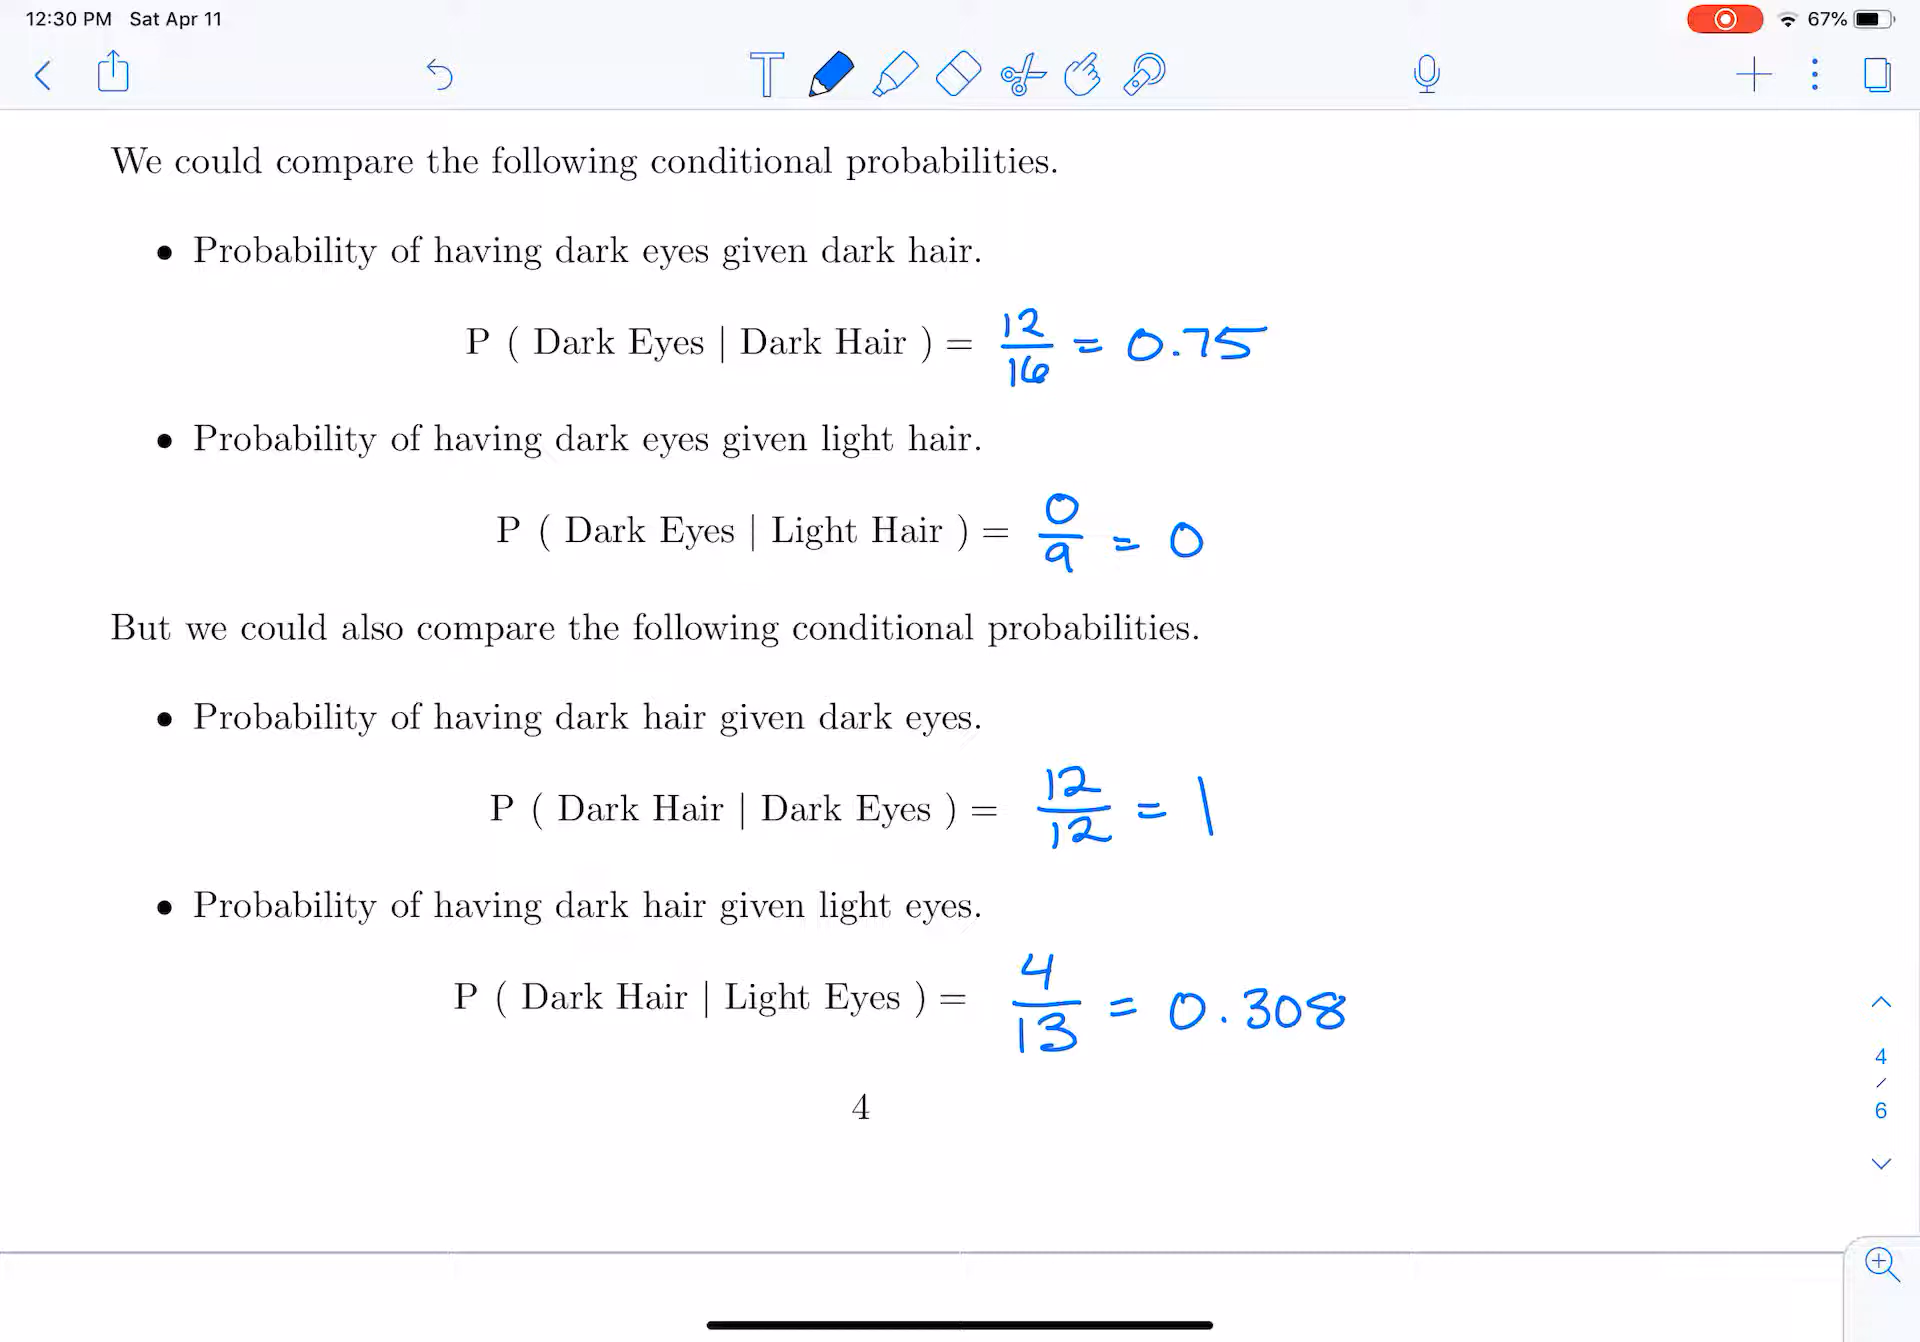 12:30 PM Sat Apr 11
67%
We could compare the following conditional probabilities.
• Probability of having dark eyes given dark hair.
P ( Dark Eyes | Dark Hair ) = 12/16 = 0.75
• Probability of having dark eyes given light hair.
P ( Dark Eyes | Light Hair ) = 0/9 = 0
But we could also compare the following conditional probabilities.
• Probability of having dark hair given dark eyes.
P ( Dark Hair | Dark Eyes ) = 12/12 = 1
• Probability of having dark hair given light eyes.
P ( Dark Hair | Light Eyes ) = 4/13 = 0.308
4
4
/
6